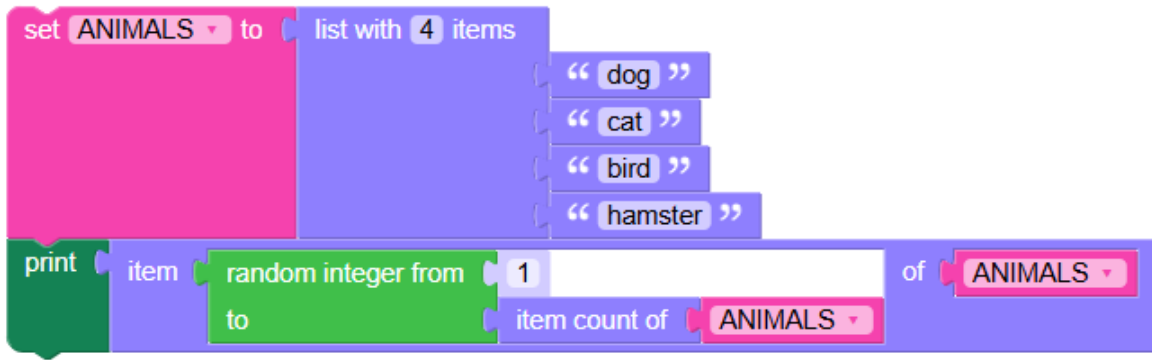 set ANIMALS to list with 4 items
“ dog ”
“ cat ”
“ bird ”
“ hamster ”
print item random integer from 1 of ANIMALS
to item count of ANIMALS